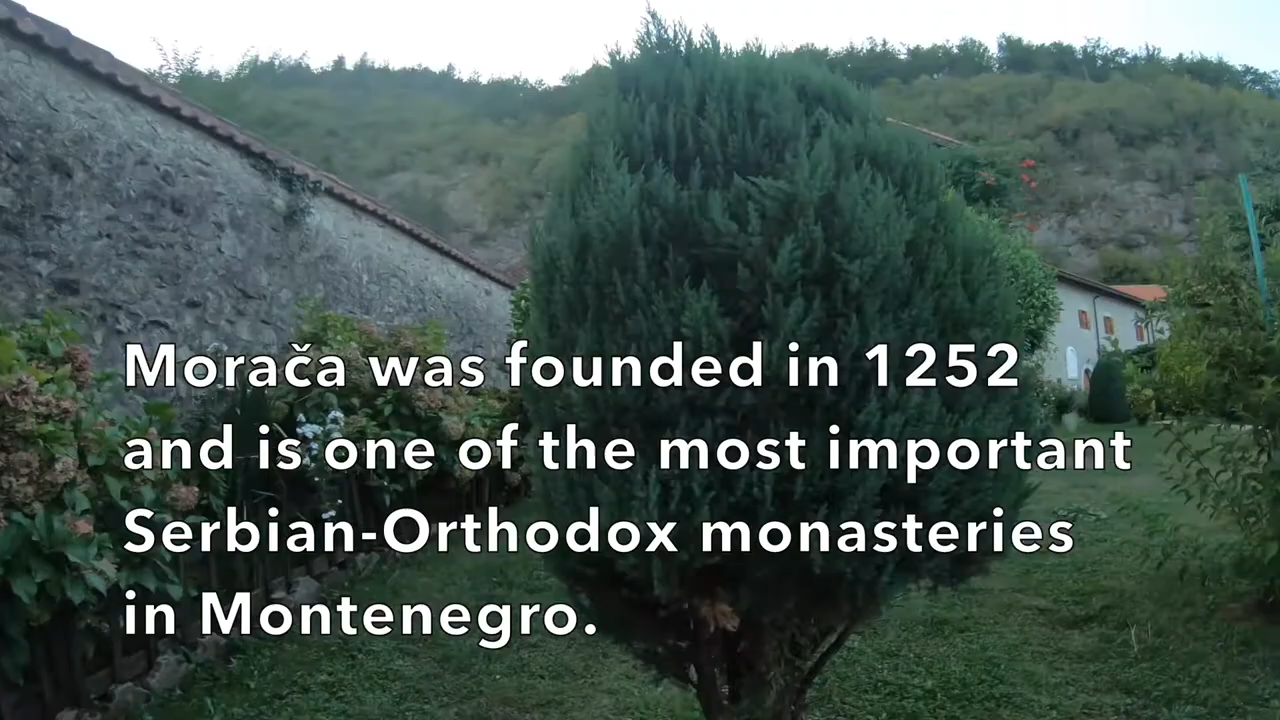 Morača was founded in 1252
and is one of the most important
Serbian-Orthodox monasteries
in Montenegro.